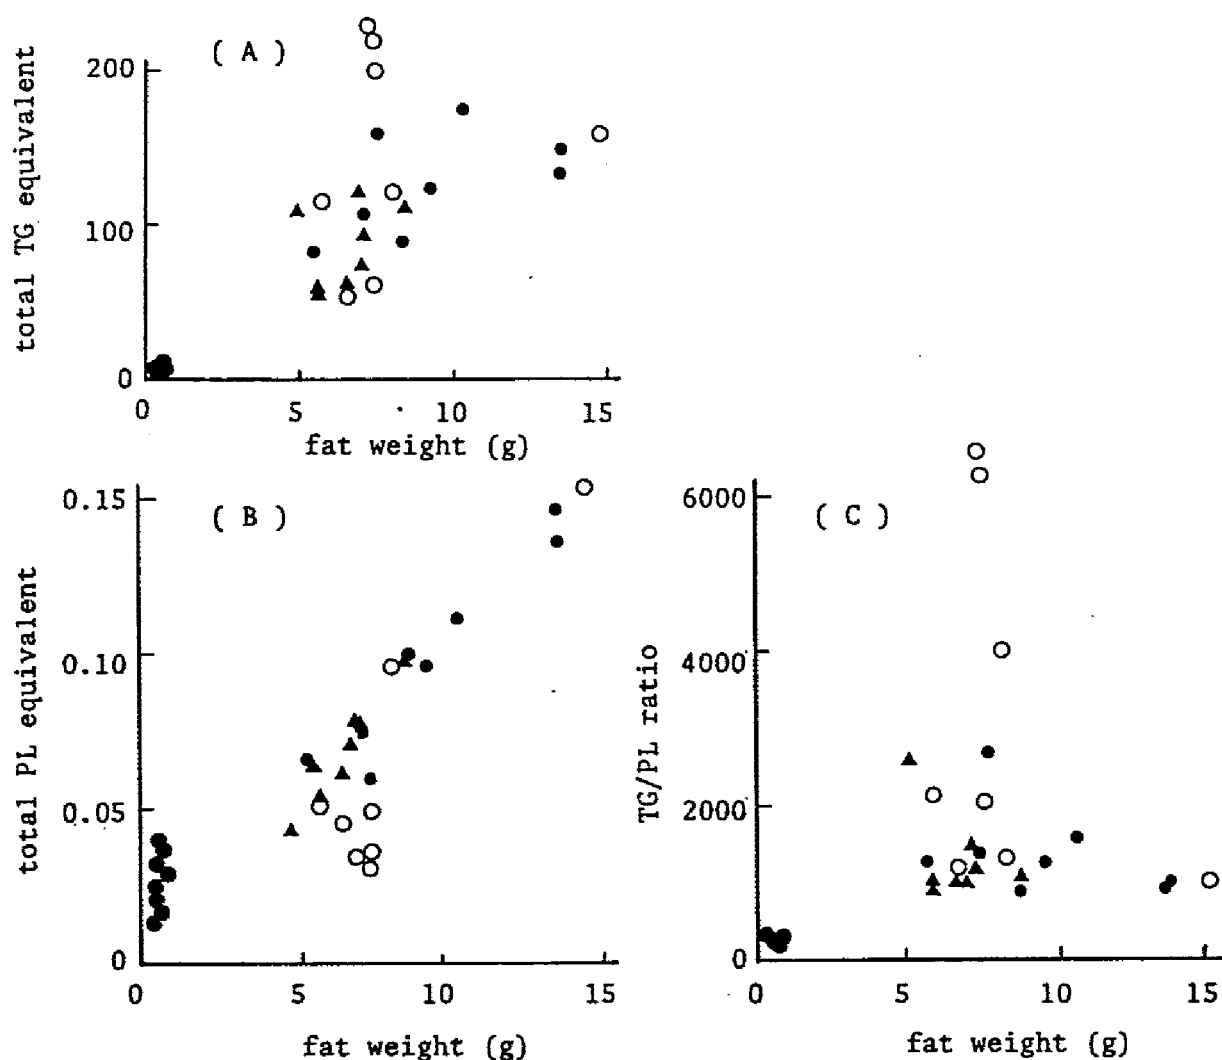 ( A )
total TG equivalent
200
100
0
0 5 10 15
fat weight (g)
( B )
total PL equivalent
0.15
0.10
0.05
0
0 5 10 15
fat weight (g)
( C )
TG/PL ratio
6000
4000
2000
0
0 5 10 15
fat weight (g)